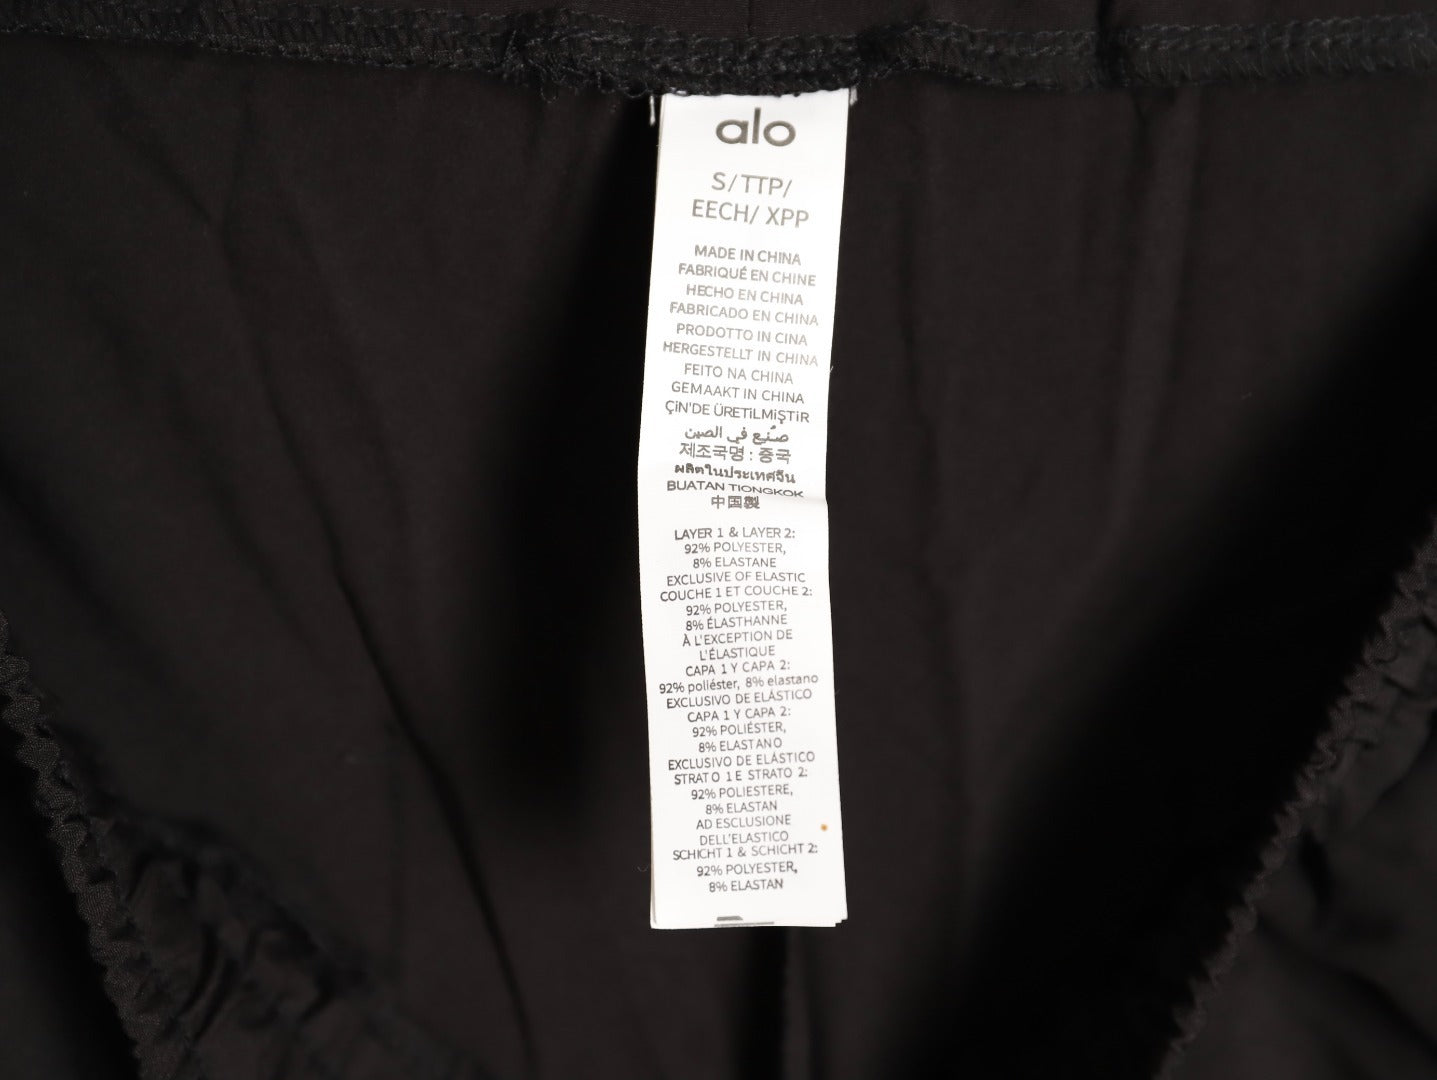 alo
S/TTP/
EECH/ XPP
MADE IN CHINA
FABRIQUÉ EN CHINE
HECHO EN CHINA
FABRICADO EN CHINA
PRODOTTO IN CINA
HERGESTELLT IN CHINA
FEITO NA CHINA
GEMAAKT IN CHINA
ÇiN'DE ÜRETiLMiŞTiR
صُنِع في الصين
제조국명 : 중국
ผลิตในประเทศจีน
BUATAN TIONGKOK
中国製
LAYER 1 & LAYER 2:
92% POLYESTER,
8% ELASTANE
EXCLUSIVE OF ELASTIC
COUCHE 1 ET COUCHE 2:
92% POLYESTER,
8% ÉLASTHANNE
À L'EXCEPTION DE
L'ÉLASTIQUE
CAPA 1 Y CAPA 2:
92% poliéster, 8% elastano
EXCLUSIVO DE ELÁSTICO
CAPA 1 Y CAPA 2:
92% POLIÉSTER,
8% ELASTANO
EXCLUSIVO DE ELÁSTICO
STRATO 1 E STRATO 2:
92% POLIESTERE,
8% ELASTAN
AD ESCLUSIONE
DELL'ELASTICO
SCHICHT 1 & SCHICHT 2:
92% POLYESTER,
8% ELASTAN